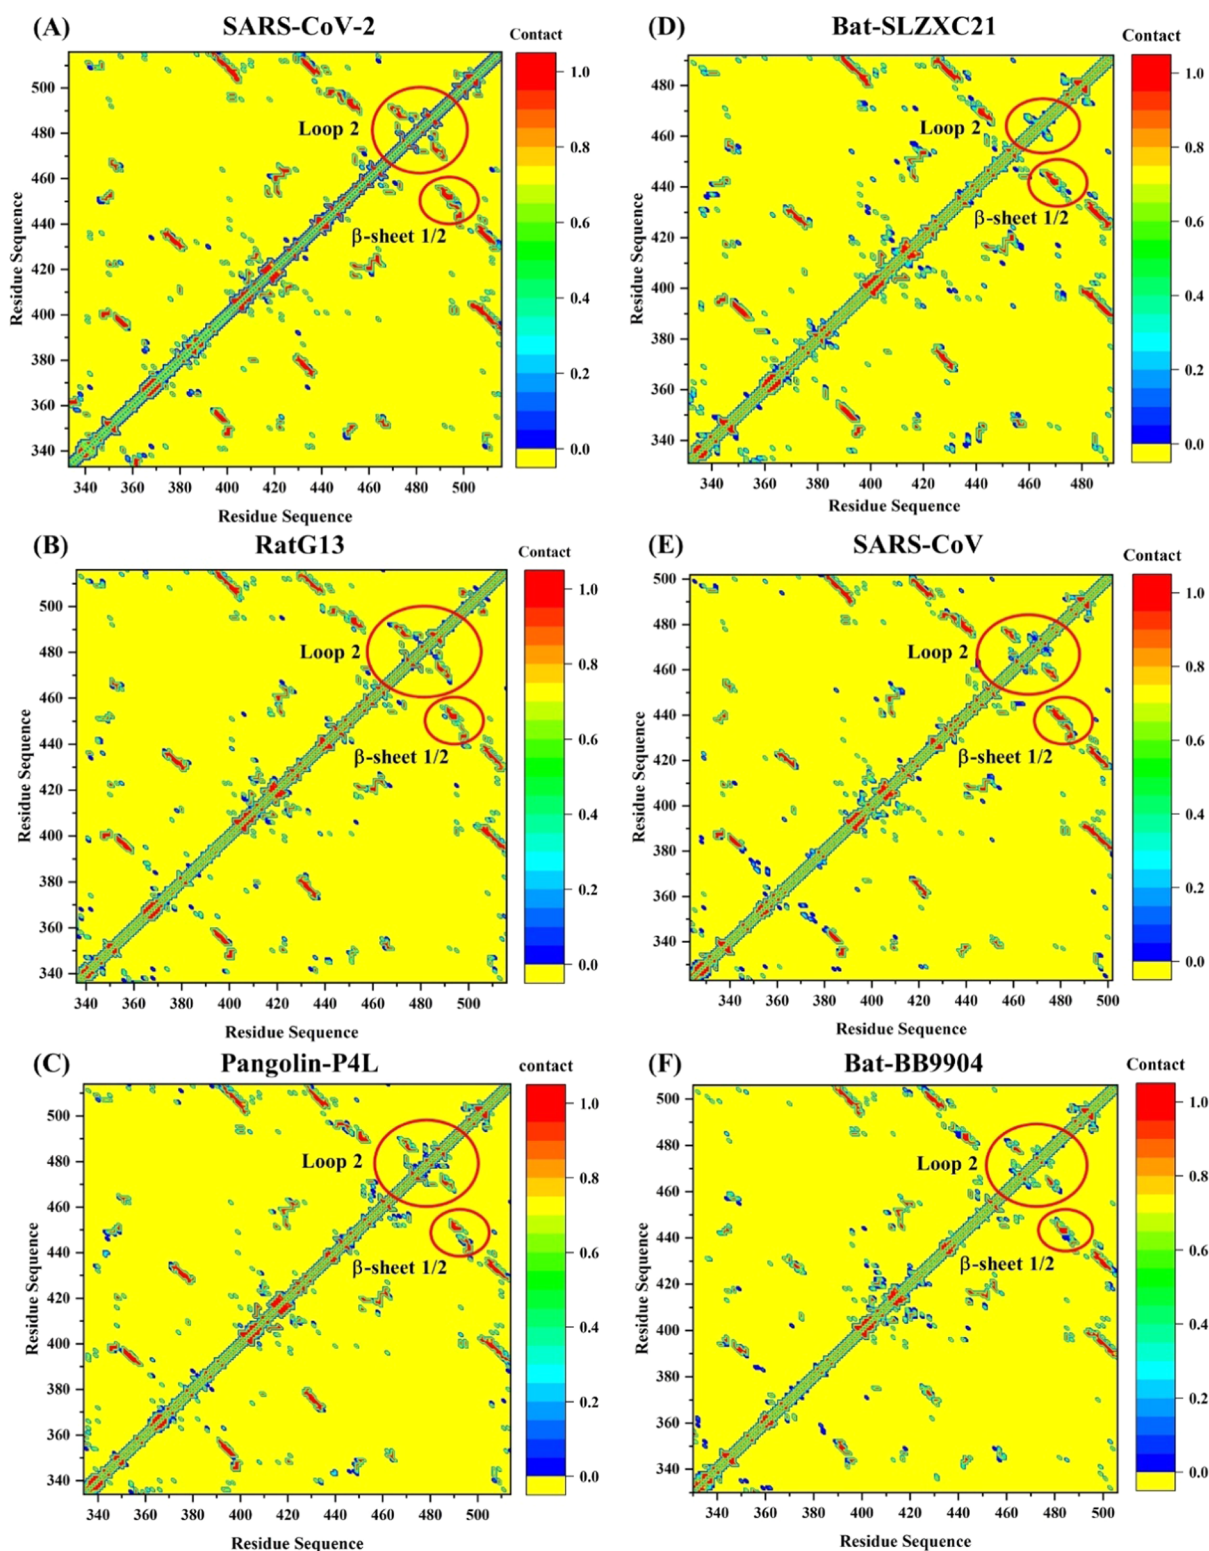 (A) SARS-CoV-2 Contact
Residue Sequence
500
480
460
440
420
400
380
360
340
Loop 2
β-sheet 1/2
340 360 380 400 420 440 460 480 500
Residue Sequence
1.0
0.8
0.6
0.4
0.2
0.0
(D) Bat-SLZXC21 Contact
Residue Sequence
480
460
440
420
400
380
360
340
Loop 2
β-sheet 1/2
340 360 380 400 420 440 460 480
Residue Sequence
1.0
0.8
0.6
0.4
0.2
0.0
(B) RatG13 Contact
Residue Sequence
500
480
460
440
420
400
380
360
340
Loop 2
β-sheet 1/2
340 360 380 400 420 440 460 480 500
Residue Sequence
1.0
0.8
0.6
0.4
0.2
0.0
(E) SARS-CoV Contact
Residue Sequence
500
480
460
440
420
400
380
360
340
Loop 2
β-sheet 1/2
340 360 380 400 420 440 460 480 500
Residue Sequence
1.0
0.8
0.6
0.4
0.2
0.0
(C) Pangolin-P4L contact
Residue Sequence
500
480
460
440
420
400
380
360
340
Loop 2
β-sheet 1/2
340 360 380 400 420 440 460 480 500
Residue Sequence
1.0
0.8
0.6
0.4
0.2
0.0
(F) Bat-BB9904 Contact
Residue Sequence
500
480
460
440
420
400
380
360
340
Loop 2
β-sheet 1/2
340 360 380 400 420 440 460 480 500
Residue Sequence
1.0
0.8
0.6
0.4
0.2
0.0